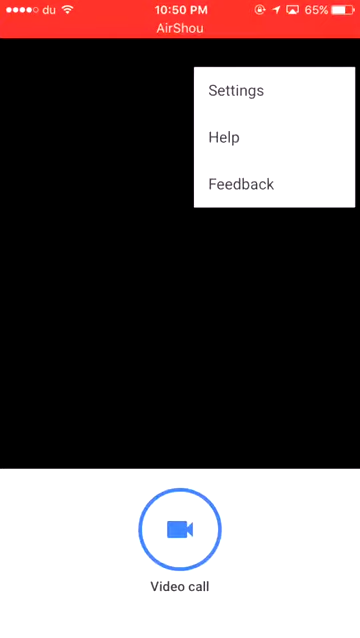 du 10:50 PM 65%
AirShou
Settings
Help
Feedback
Video call